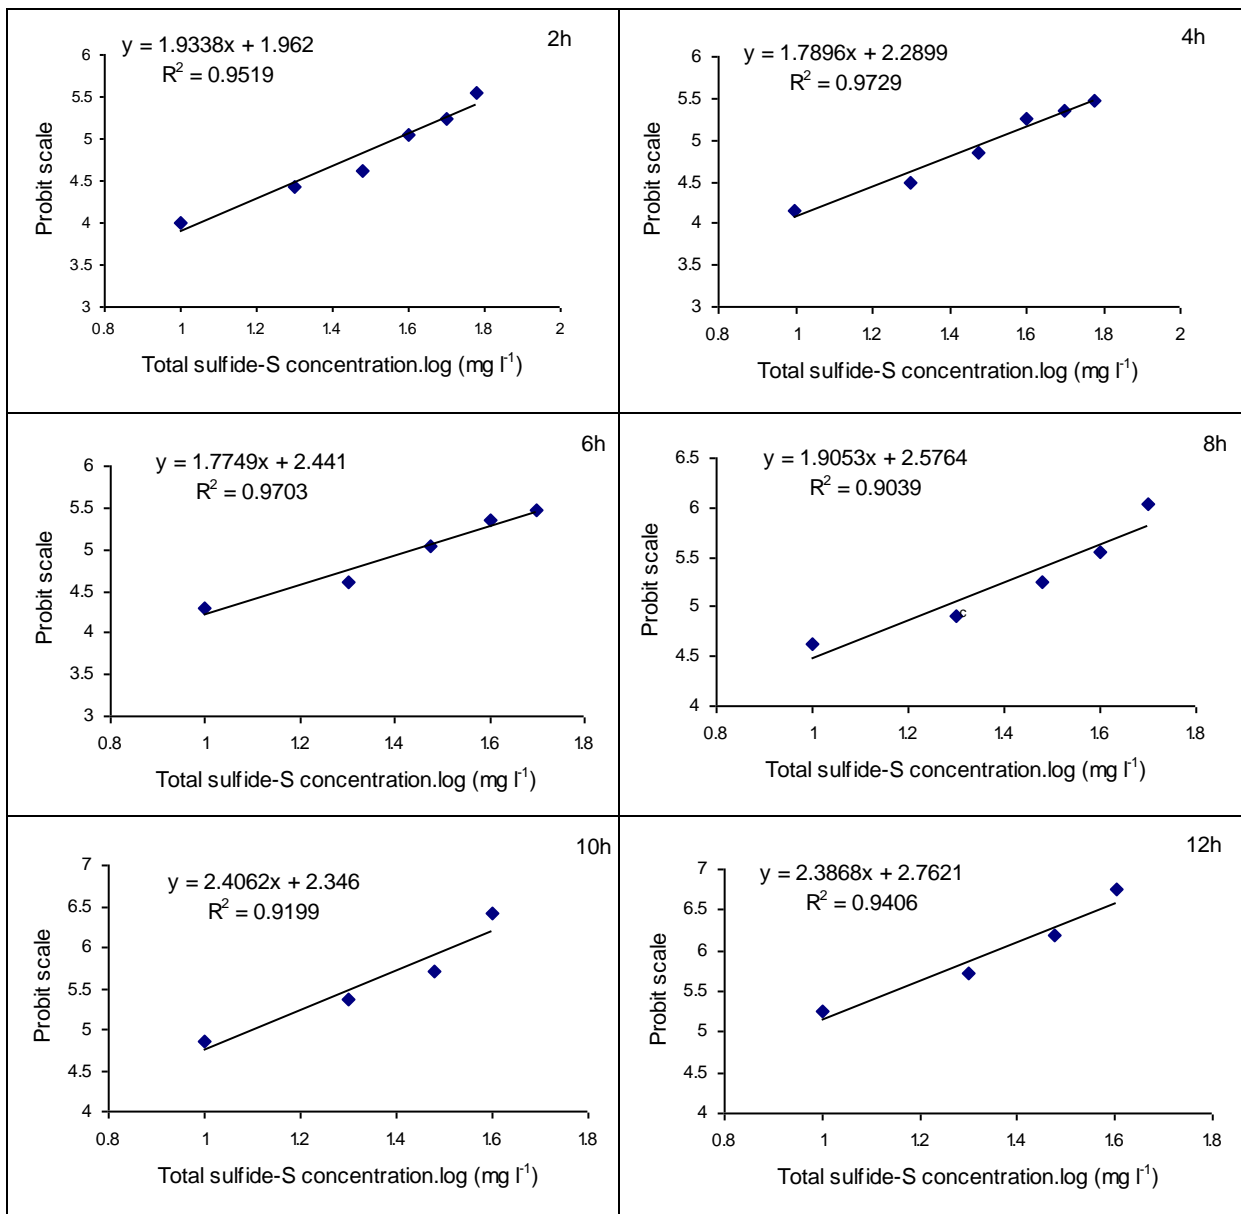 2h
y = 1.9338x + 1.962
R² = 0.9519
6
5.5
5
4.5
4
3.5
3
Probit scale
0.8 1 1.2 1.4 1.6 1.8 2
Total sulfide-S concentration.log (mg l⁻¹)
4h
y = 1.7896x + 2.2899
R² = 0.9729
6
5.5
5
4.5
4
3.5
3
Probit scale
0.8 1 1.2 1.4 1.6 1.8 2
Total sulfide-S concentration.log (mg l⁻¹)
6h
y = 1.7749x + 2.441
R² = 0.9703
6
5.5
5
4.5
4
3.5
3
Probit scale
0.8 1 1.2 1.4 1.6 1.8
Total sulfide-S concentration.log (mg l⁻¹)
8h
y = 1.9053x + 2.5764
R² = 0.9039
6.5
6
5.5
5
4.5
4
Probit scale
c
0.8 1 1.2 1.4 1.6 1.8
Total sulfide-S concentration.log (mg l⁻¹)
10h
y = 2.4062x + 2.346
R² = 0.9199
7
6.5
6
5.5
5
4.5
4
Probit scale
0.8 1 1.2 1.4 1.6 1.8
Total sulfide-S concentration.log (mg l⁻¹)
12h
y = 2.3868x + 2.7621
R² = 0.9406
7
6.5
6
5.5
5
4.5
4
Probit scale
0.8 1 1.2 1.4 1.6 1.8
Total sulfide-S concentration.log (mg l⁻¹)